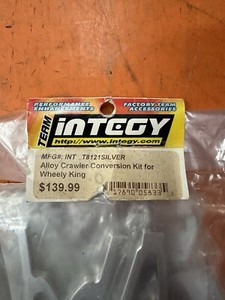 PERFORMANCE
ENHANCEMENTS
FACTORY TEAM
ACCESSORIES
TEAM
INTEGY
http://www.integy.com
MFG#: INT T8121SILVER
Alloy Crawler Conversion Kit for
Wheely King
$139.99